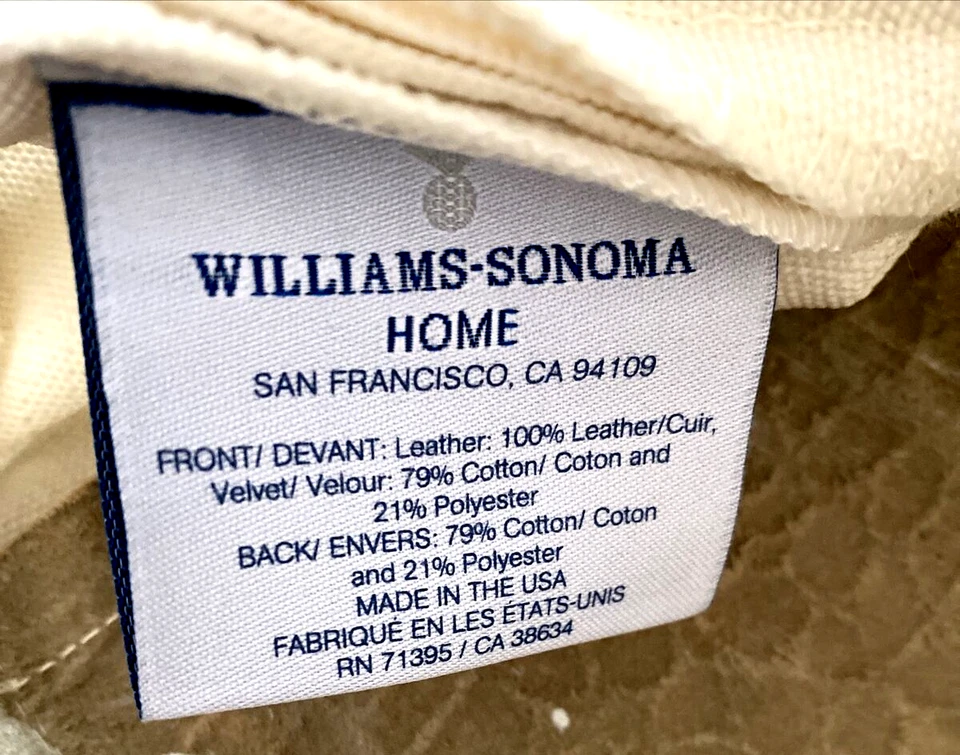 WILLIAMS-SONOMA
HOME
SAN FRANCISCO, CA 94109
FRONT/ DEVANT: Leather: 100% Leather/Cuir,
Velvet/ Velour: 79% Cotton/ Coton and
21% Polyester
BACK/ ENVERS: 79% Cotton/ Coton
and 21% Polyester
MADE IN THE USA
FABRIQUÉ EN LES ÉTATS-UNIS
RN 71395 / CA 38634